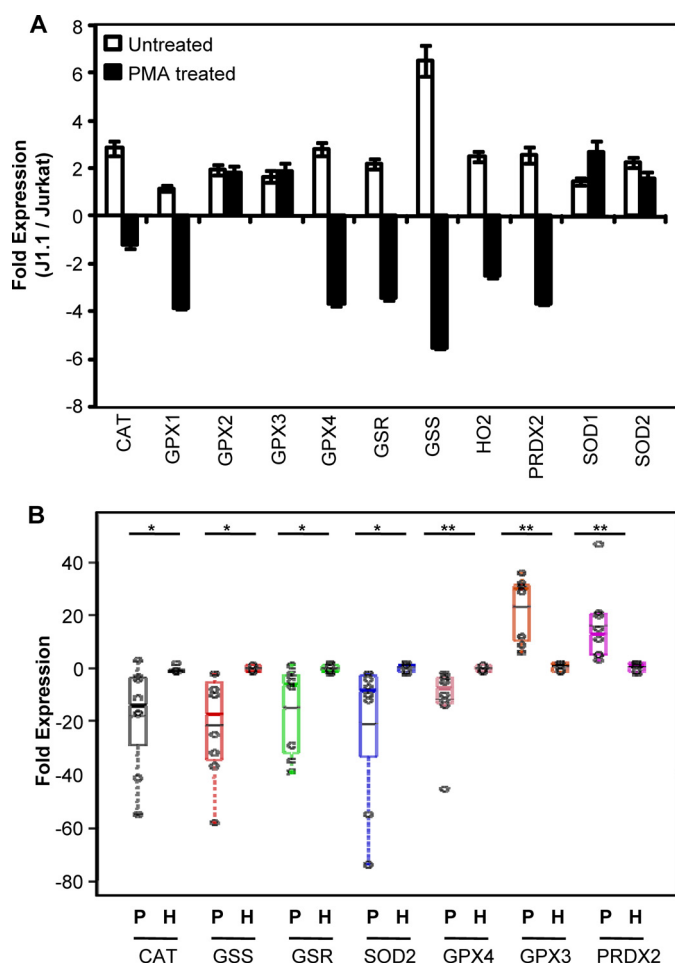 A
Untreated
PMA treated
Fold Expression
(J1.1 / Jurkat)
8
6
4
2
0
-2
-4
-6
-8
CAT
GPX1
GPX2
GPX3
GPX4
GSR
GSS
HO2
PRDX2
SOD1
SOD2
B
* * * * ** ** **
Fold Expression
40
20
0
-20
-40
-60
-80
P H P H P H P H P H P H P H
CAT GSS GSR SOD2 GPX4 GPX3 PRDX2